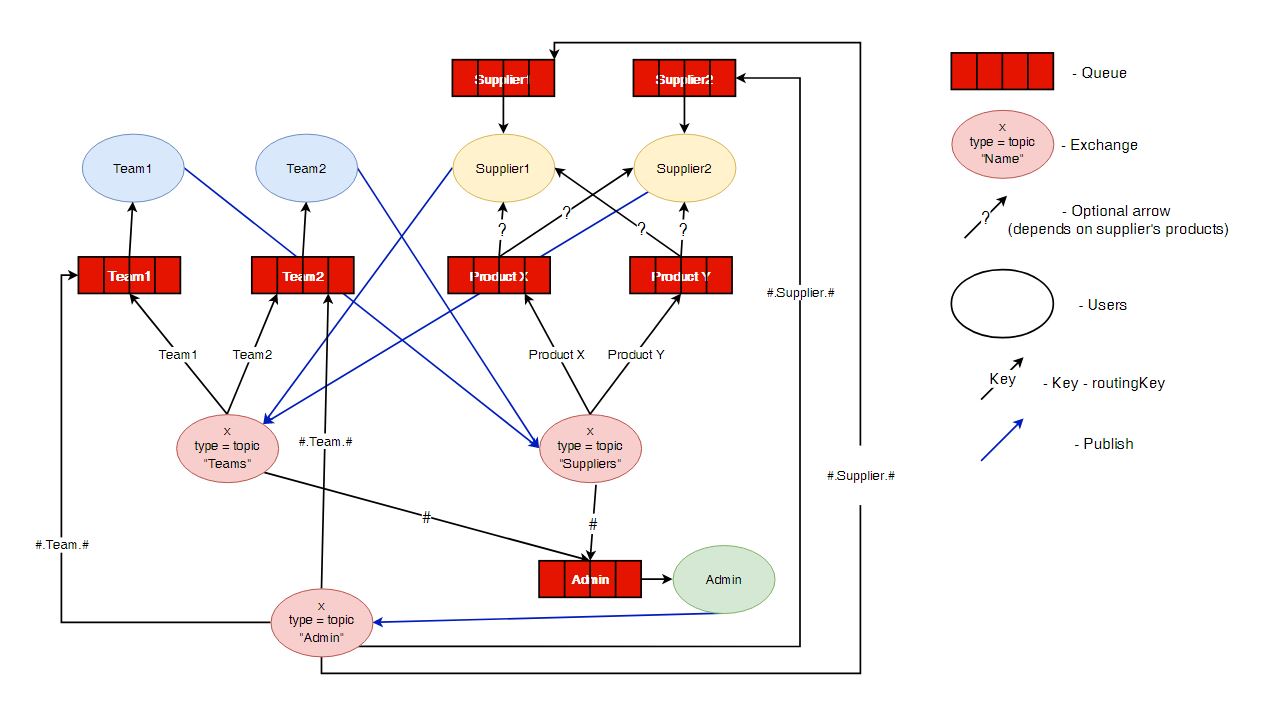 Supplier1
Supplier2
- Queue
Team1
Team2
Supplier1
Supplier2
x
type = topic
"Name"
- Exchange
?
?
?
?
?
- Optional arrow
(depends on supplier's products)
Team1
Team2
Product X
Product Y
#.Supplier.#
- Users
Team1
Team2
Product X
Product Y
Key
- Key - routingKey
x
type = topic
"Teams"
#.Team.#
x
type = topic
"Suppliers"
- Publish
#.Supplier.#
#
#
#.Team.#
Admin
Admin
x
type = topic
"Admin"